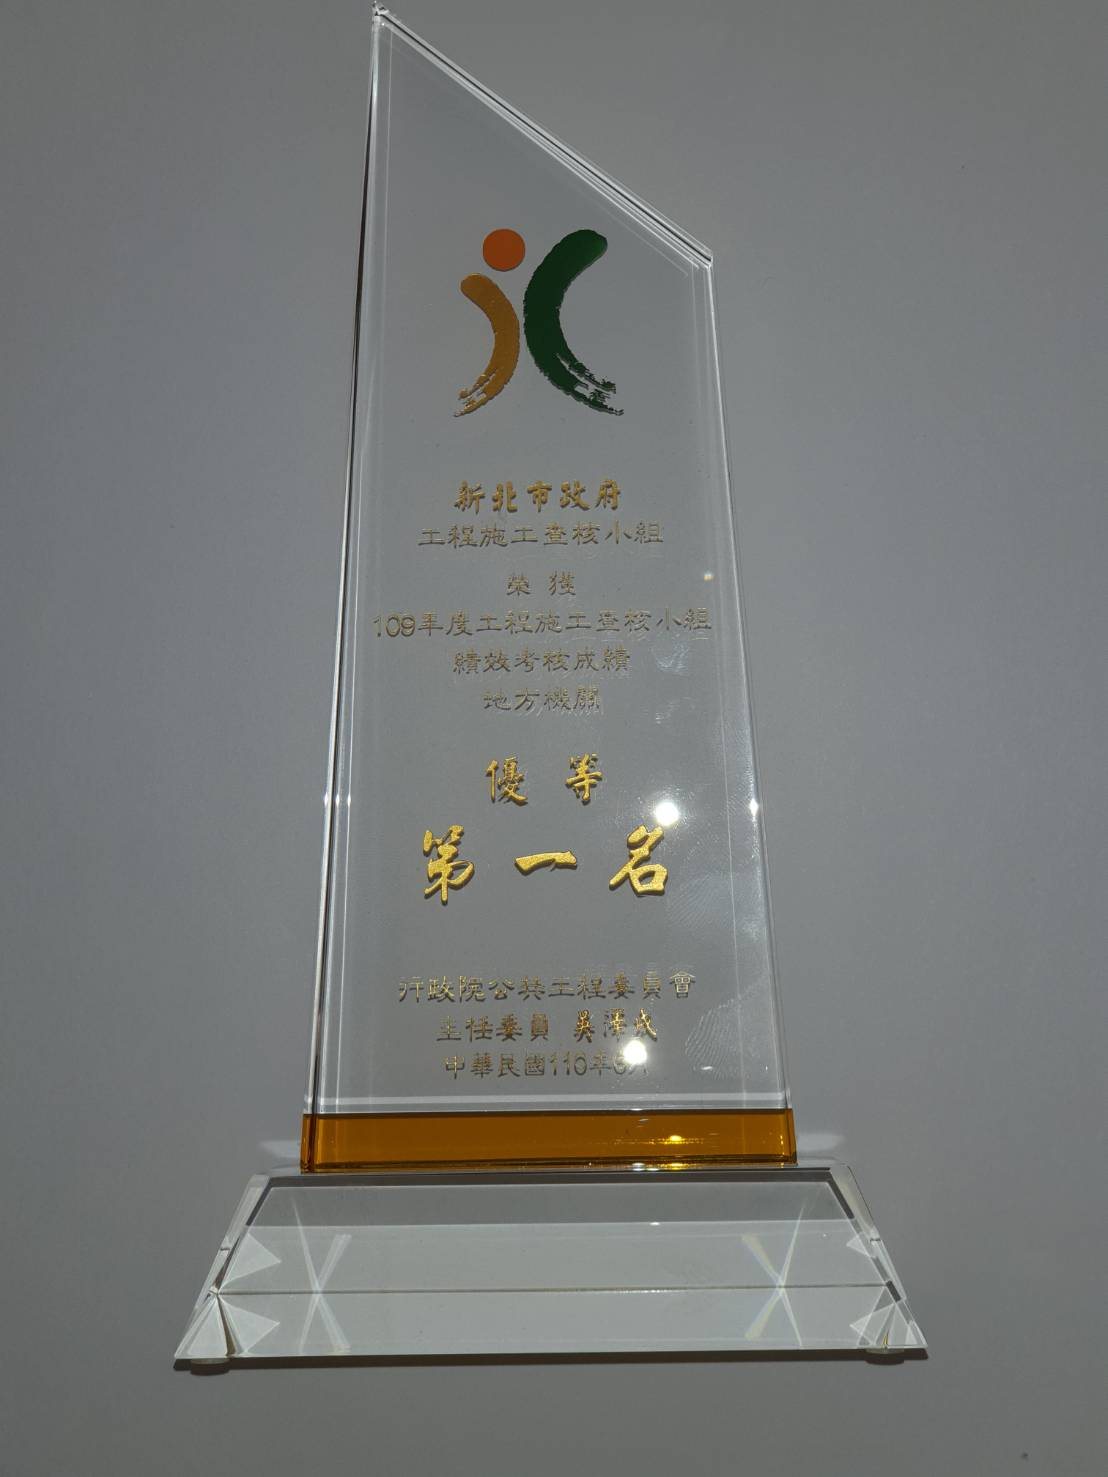 新北市政府
工程施工查核小組
榮獲
109年度工程施工查核小組
績效考核成績
地方機關
優等
第一名
行政院公共工程委員會
主任委員 吳澤成
中華民國110年6月